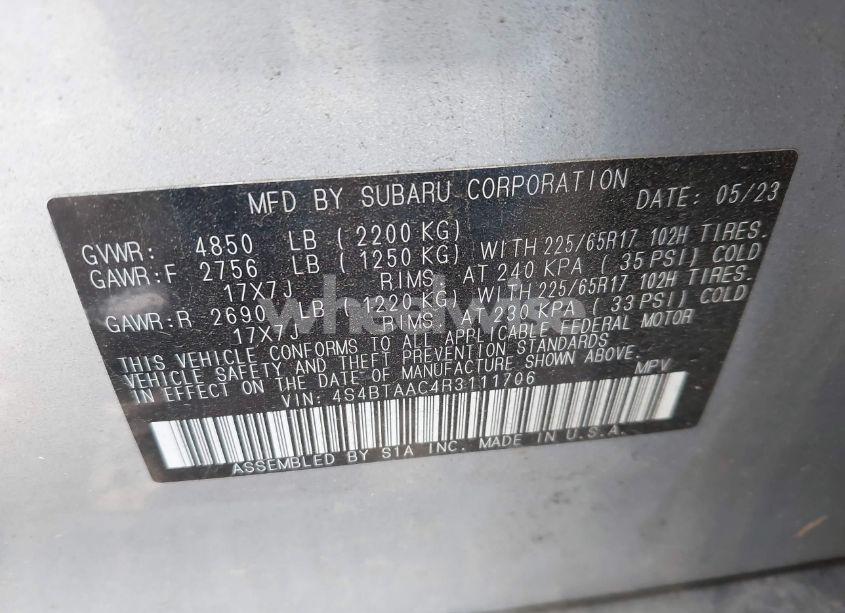 MFD BY SUBARU CORPORATION DATE: 05/23
GVWR: 4850 LB ( 2200 KG)
GAWR:F 2756 LB ( 1250 KG) WITH 225/65R17 102H TIRES.
17X7J RIMS AT 240 KPA ( 35 PSI) COLD
GAWR:R 2690 LB ( 1220 KG) WITH 225/65R17 102H TIRES.
17X7J RIMS AT 230 KPA ( 33 PSI) COLD
THIS VEHICLE CONFORMS TO ALL APPLICABLE FEDERAL MOTOR
VEHICLE SAFETY AND THEFT PREVENTION STANDARDS
IN EFFECT ON THE DATE OF MANUFACTURE SHOWN ABOVE.
VIN: 4S4BTAAC4R3111706 MPV
ASSEMBLED BY SIA INC. MADE IN U.S.A.
wheelwire